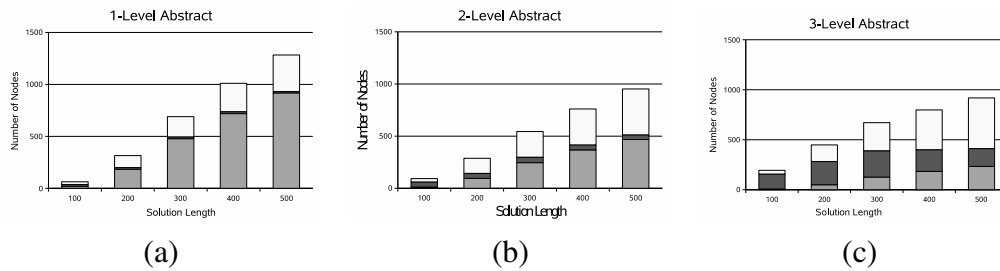 1-Level Abstract
1500
1000
500
0
Number of Nodes
100 200 300 400 500
Solution Length
(a)
2-Level Abstract
1500
1000
500
0
Number of Nodes
100 200 300 400 500
Solution Length
(b)
3-Level Abstract
1500
1000
500
0
Number of Nodes
100 200 300 400 500
Solution Length
(c)